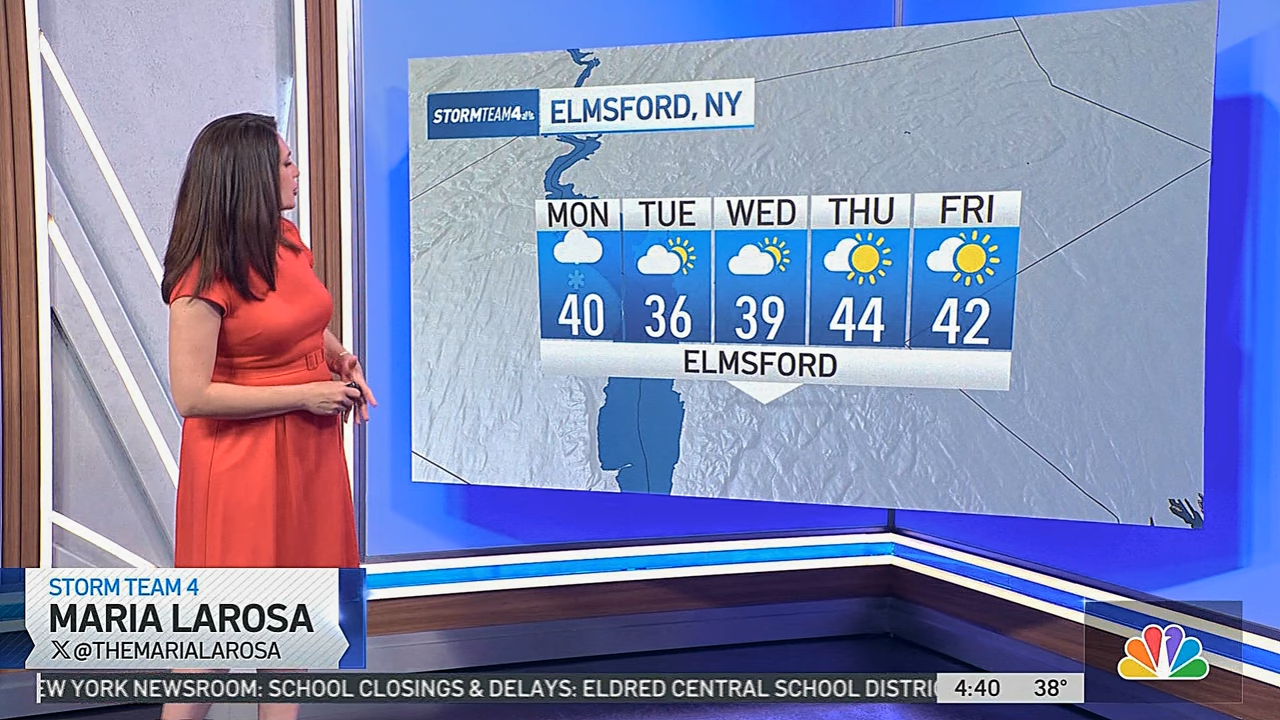 STORMTEAM4
ELMSFORD, NY
MON TUE WED THU FRI
40 36 39 44 42
ELMSFORD
STORM TEAM 4
MARIA LAROSA
X@THEMARIALAROSA
EW YORK NEWSROOM: SCHOOL CLOSINGS & DELAYS: ELDRED CENTRAL SCHOOL DISTRIC
4:40 38°